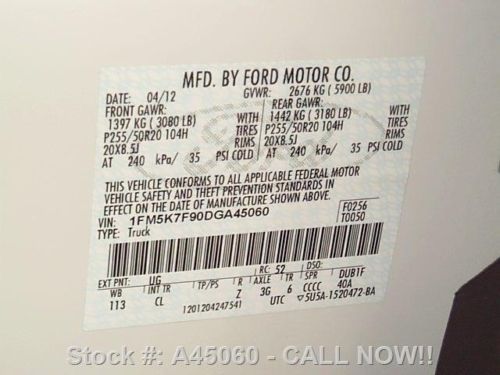 MFD. BY FORD MOTOR CO.
DATE: 04/12 GVWR: 2676 KG (5900 LB)
FRONT GAWR: REAR GAWR:
1397 KG (3080 LB) WITH 1442 KG (3180 LB) WITH
P255/50R20 104H TIRES P255/50R20 104H TIRES
20X8.5J RIMS 20X8.5J RIMS
AT 240 kPa/ 35 PSI COLD AT 240 kPa/ 35 PSI COLD
THIS VEHICLE CONFORMS TO ALL APPLICABLE FEDERAL MOTOR
VEHICLE SAFETY AND THEFT PREVENTION STANDARDS IN
EFFECT ON THE DATE OF MANUFACTURE SHOWN ABOVE.
VIN: 1FM5K7F90DGA45060 F0256
TYPE: Truck T0050
EXT PNT: UG RC: 52 DSO:
WB INT TR TP/PS R AXLE TR SPR DUB1F
113 CL Z 3G 6 CCCC 40A
1201204247541 UTC 5U5A-1520472-BA
Stock #: A45060 - CALL NOW!!